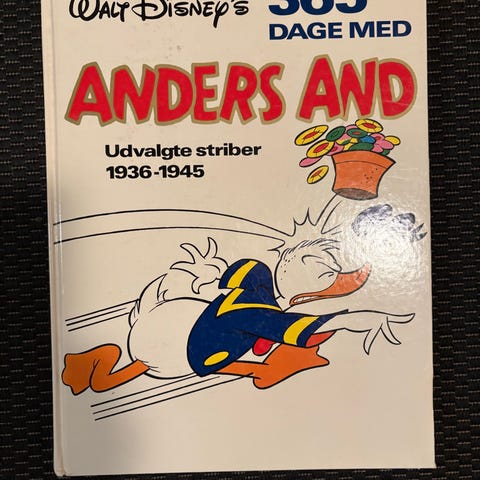 WALT DISNEY'S
365
DAGE MED
ANDERS AND
Udvalgte striber
1936-1945